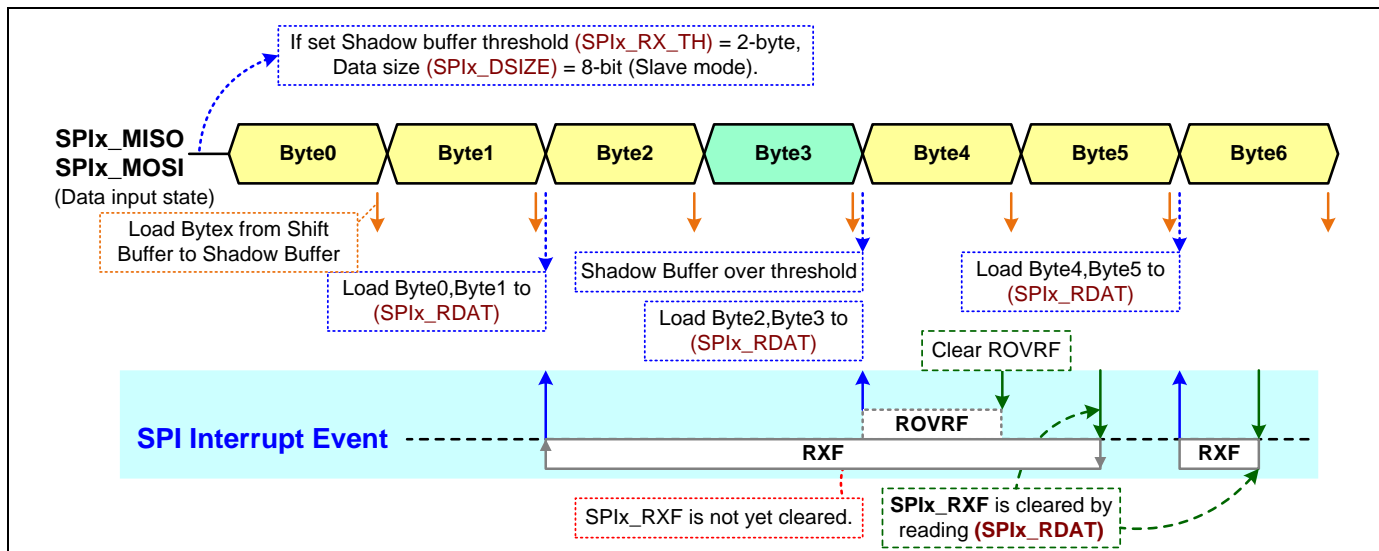 If set Shadow buffer threshold (SPIx_RX_TH) = 2-byte,
Data size (SPIx_DSIZE) = 8-bit (Slave mode).
SPIx_MISO
SPIx_MOSI
(Data input state)
Byte0
Byte1
Byte2
Byte3
Byte4
Byte5
Byte6
Load Bytex from Shift
Buffer to Shadow Buffer
Load Byte0,Byte1 to
(SPIx_RDAT)
Shadow Buffer over threshold
Load Byte2,Byte3 to
(SPIx_RDAT)
Load Byte4,Byte5 to
(SPIx_RDAT)
Clear ROVRF
SPI Interrupt Event
ROVRF
RXF
RXF
SPIx_RXF is not yet cleared.
SPIx_RXF is cleared by
reading (SPIx_RDAT)